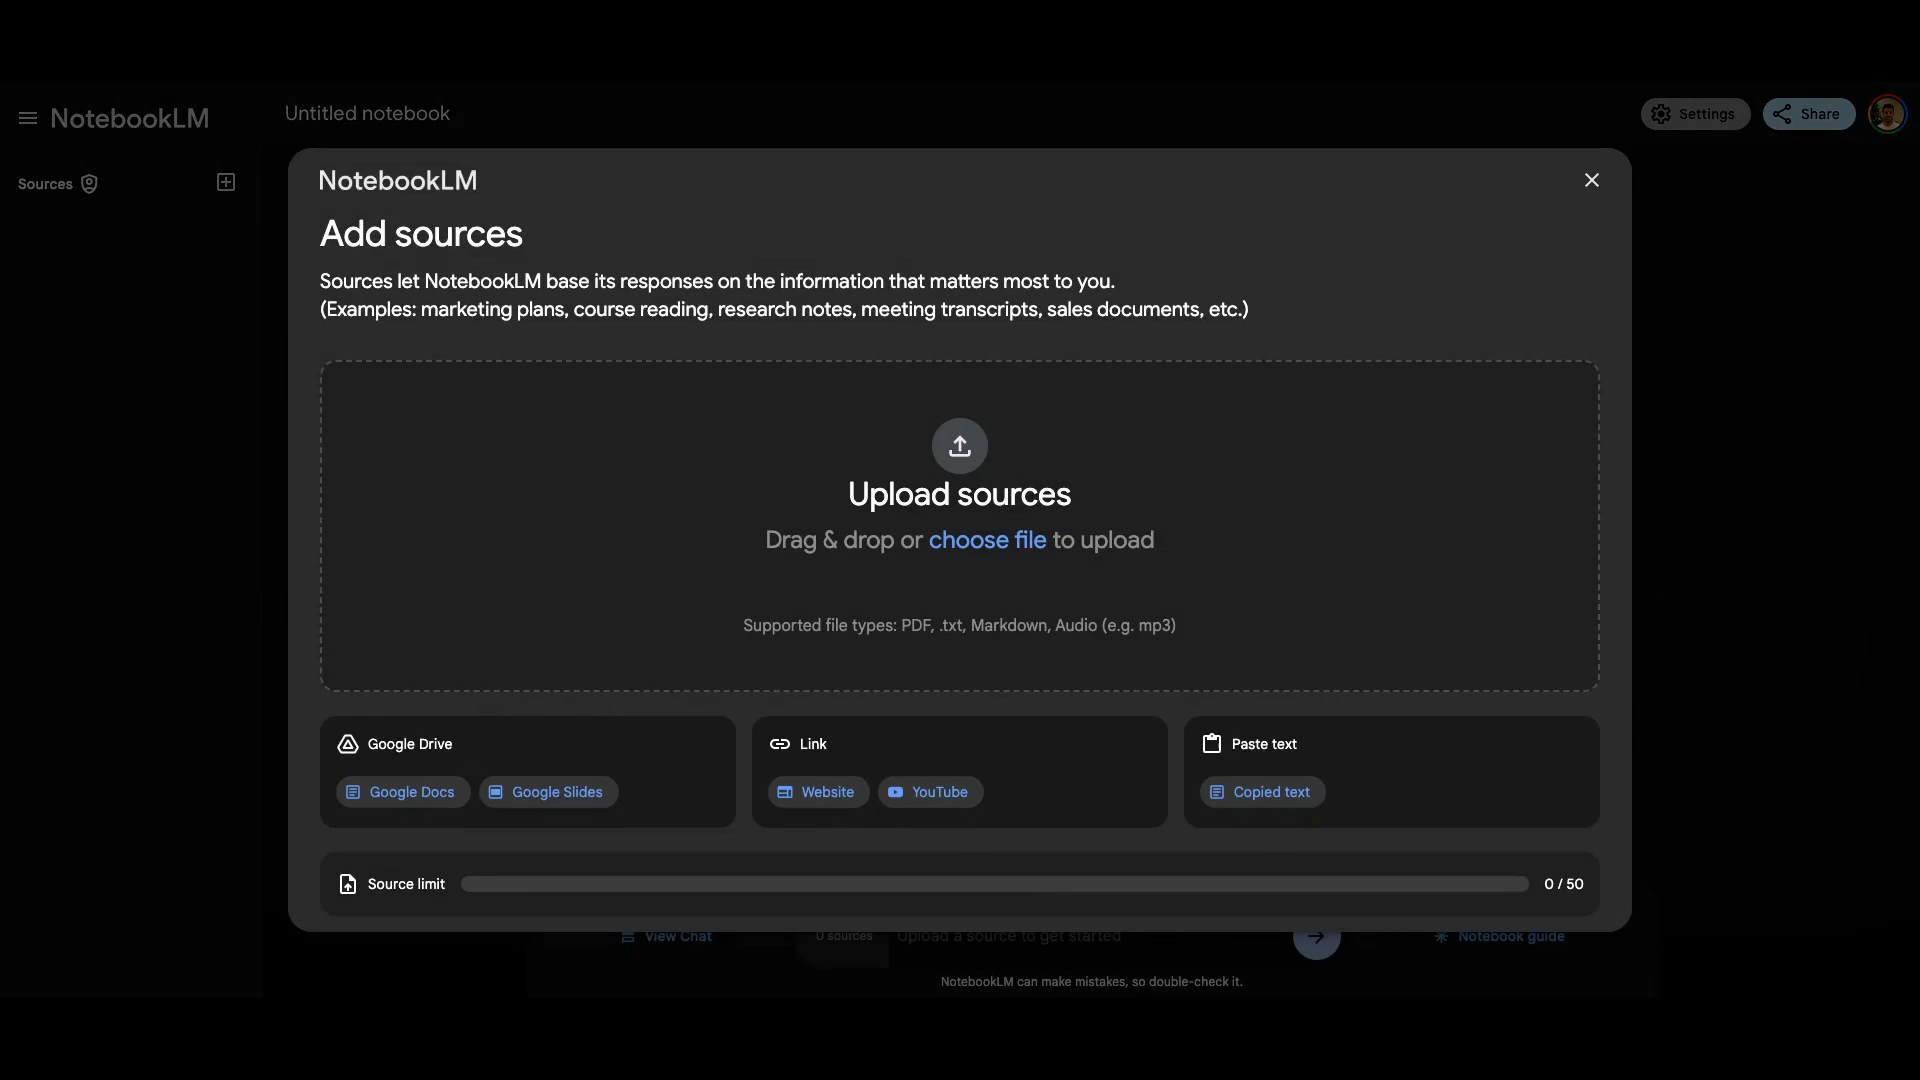 NotebookLM
Untitled notebook
Settings
Share
Sources
NotebookLM
Add sources
Sources let NotebookLM base its responses on the information that matters most to you.
(Examples: marketing plans, course reading, research notes, meeting transcripts, sales documents, etc.)
Upload sources
Drag & drop or choose file to upload
Supported file types: PDF, .txt, Markdown, Audio (e.g. mp3)
Google Drive
Google Docs
Google Slides
Link
Website
YouTube
Paste text
Copied text
Source limit
0 / 50
View Chat
0 sources
Upload a source to get started
Notebook guide
NotebookLM can make mistakes, so double-check it.